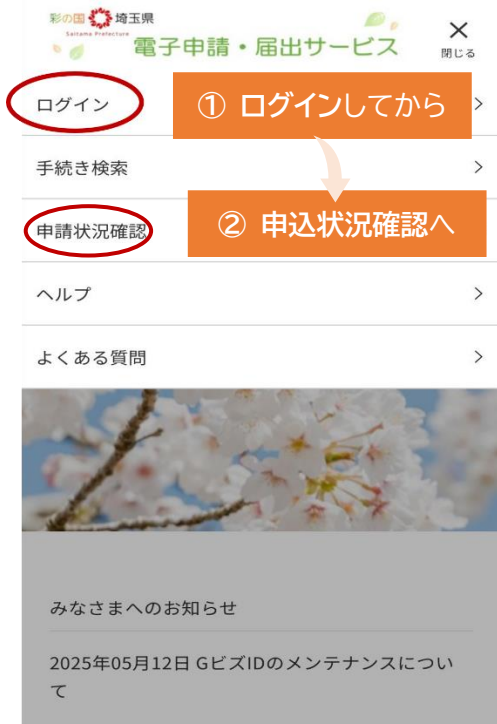 彩の国 埼玉県
Saitama Prefecture
電子申請・届出サービス
閉じる
ログイン
① ログインしてから
手続き検索
申請状況確認
② 申込状況確認へ
ヘルプ
よくある質問
みなさまへのお知らせ
2025年05月12日 GビズIDのメンテナンスについ
て